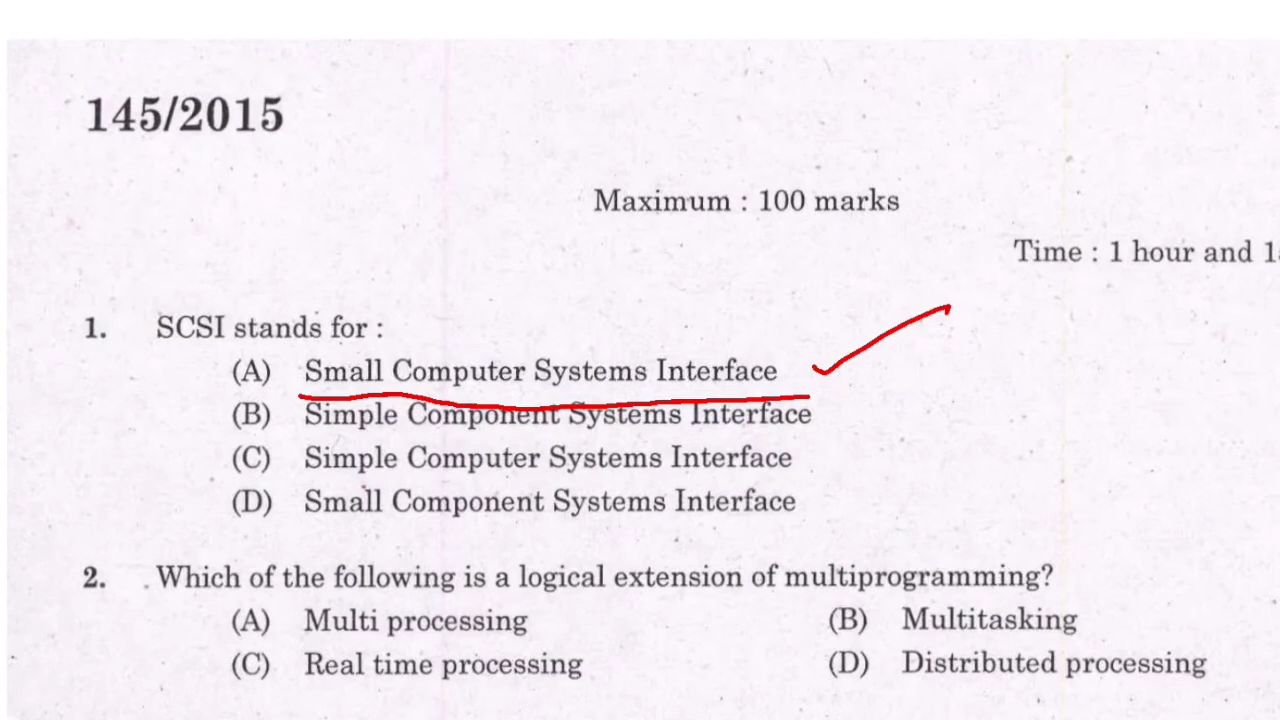 145/2015
Maximum : 100 marks
Time : 1 hour and
1. SCSI stands for :
(A) Small Computer Systems Interface
(B) Simple Component Systems Interface
(C) Simple Computer Systems Interface
(D) Small Component Systems Interface
2. Which of the following is a logical extension of multiprogramming?
(A) Multi processing (B) Multitasking
(C) Real time processing (D) Distributed processing